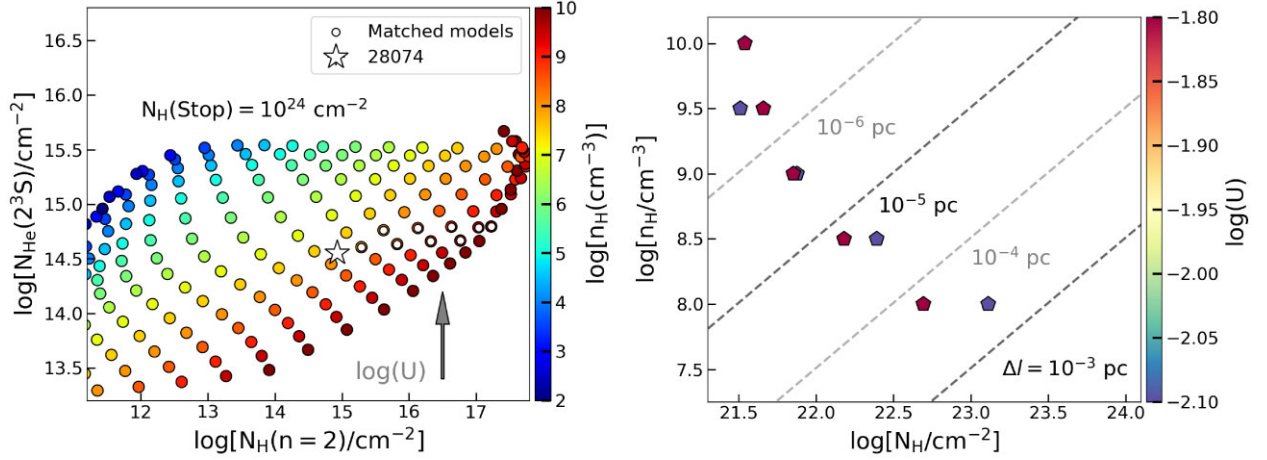 16.5
16.0
15.5
15.0
14.5
14.0
13.5
log[N_He(2^3S)/cm^-2]
Matched models
28074
N_H(Stop) = 10^24 cm^-2
log(U)
12 13 14 15 16 17
log[N_H(n = 2)/cm^-2]
10
9
8
7
6
5
4
3
2
log[n_H(cm^-3)]
10.0
9.5
9.0
8.5
8.0
7.5
log[n_H/cm^-3]
10^-6 pc
10^-5 pc
10^-4 pc
Δl = 10^-3 pc
21.5 22.0 22.5 23.0 23.5 24.0
log[N_H/cm^-2]
−1.80
−1.85
−1.90
−1.95
−2.00
−2.05
−2.10
log(U)